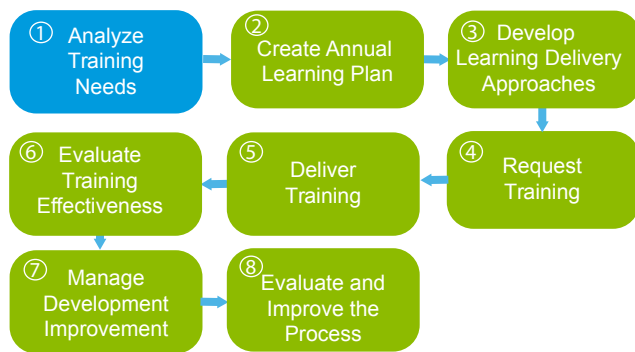 ① Analyze
Training
Needs
② Create Annual
Learning Plan
③ Develop
Learning Delivery
Approaches
④ Request
Training
⑤ Deliver
Training
⑥ Evaluate
Training
Effectiveness
⑦ Manage
Development
Improvement
⑧ Evaluate and
Improve the
Process